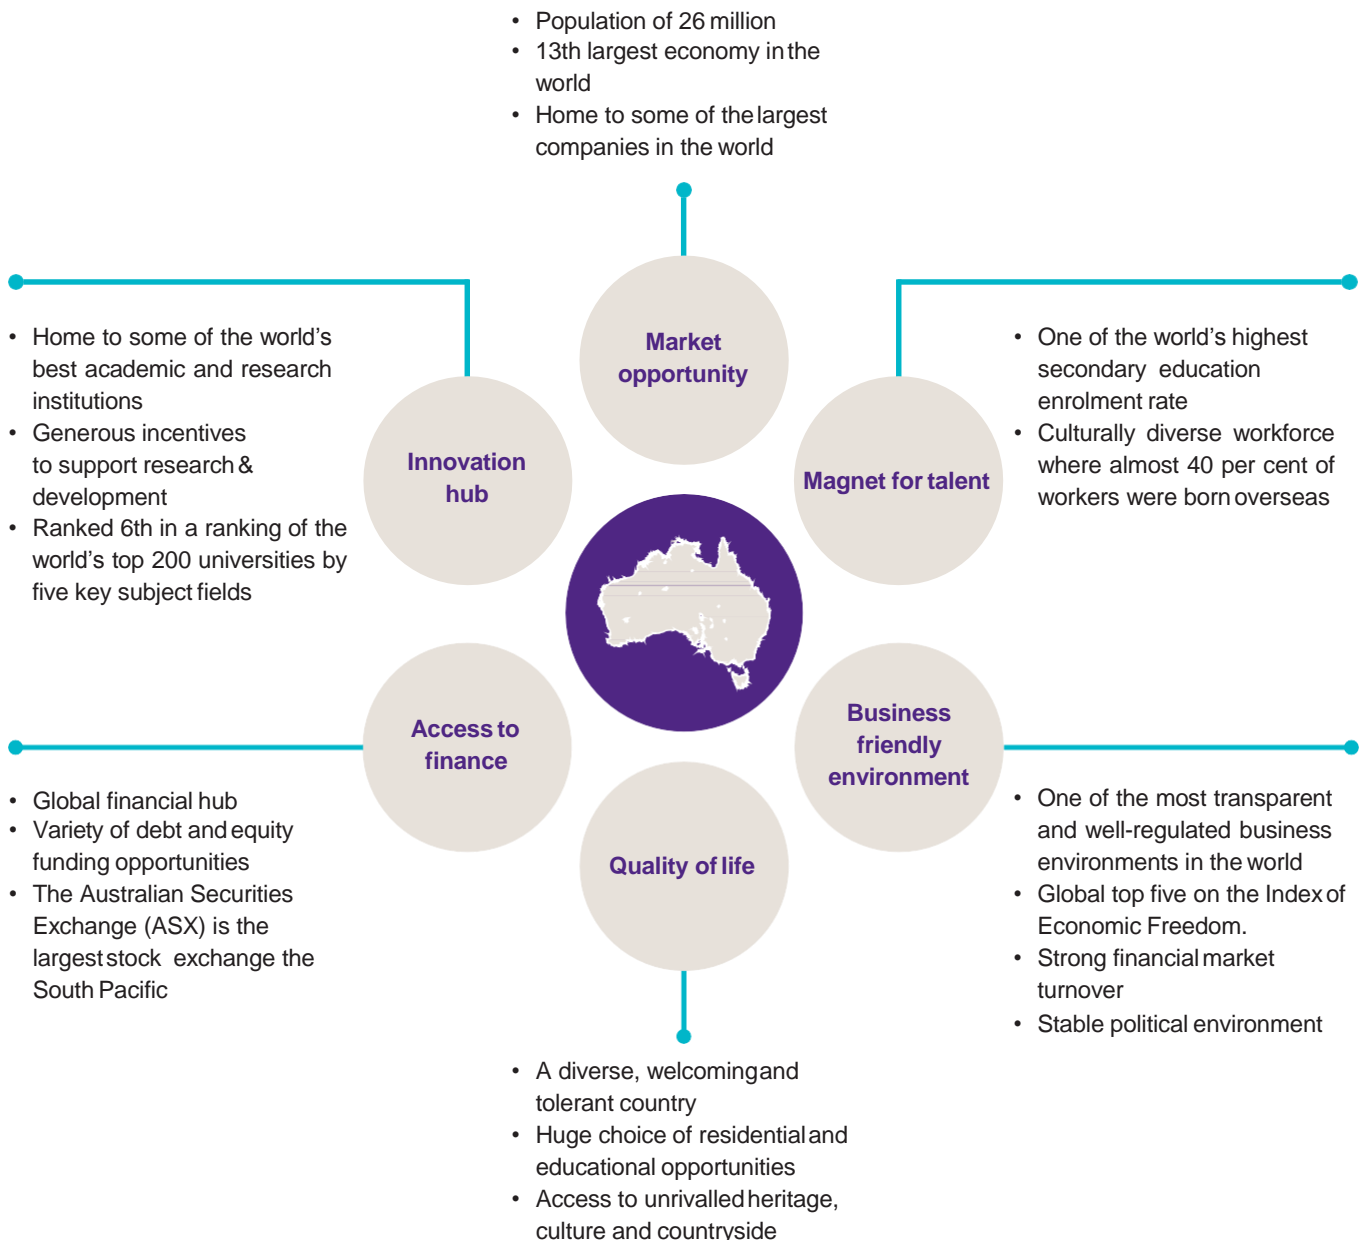 • Population of 26 million
• 13th largest economy in the
world
• Home to some of the largest
companies in the world
Market
opportunity
• Home to some of the world’s
best academic and research
institutions
• Generous incentives
to support research &
development
• Ranked 6th in a ranking of the
world’s top 200 universities by
five key subject fields
Innovation
hub
Magnet for talent
• One of the world’s highest
secondary education
enrolment rate
• Culturally diverse workforce
where almost 40 per cent of
workers were born overseas
Access to
finance
• Global financial hub
• Variety of debt and equity
funding opportunities
• The Australian Securities
Exchange (ASX) is the
largest stock exchange the
South Pacific
Business
friendly
environment
• One of the most transparent
and well-regulated business
environments in the world
• Global top five on the Index of
Economic Freedom.
• Strong financial market
turnover
• Stable political environment
Quality of life
• A diverse, welcoming and
tolerant country
• Huge choice of residential and
educational opportunities
• Access to unrivalled heritage,
culture and countryside